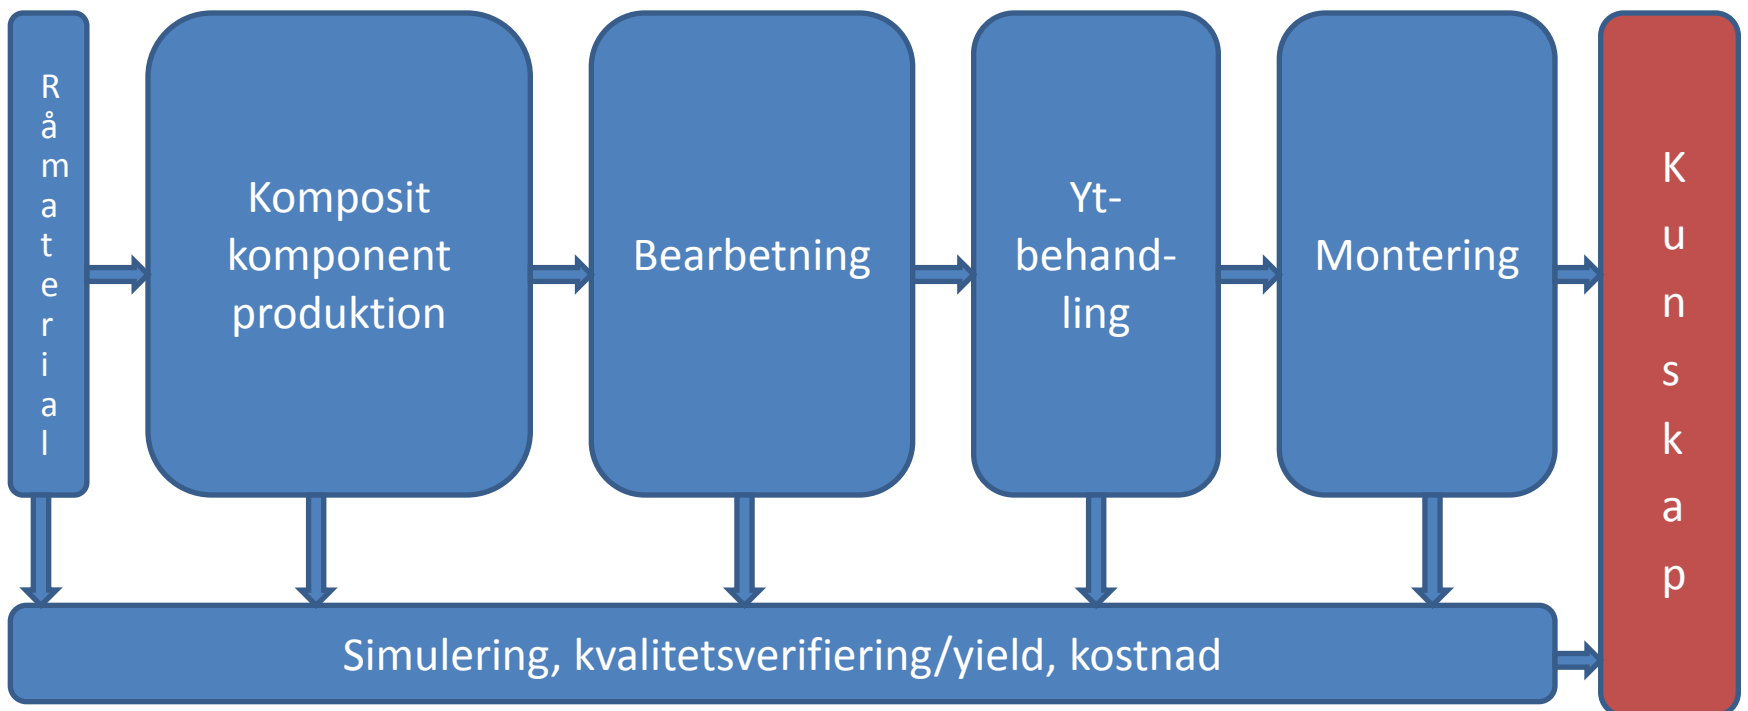 Råmaterial
Komposit
komponent
produktion
Bearbetning
Yt-
behand-
ling
Montering
Kunskap
Simulering, kvalitetsverifiering/yield, kostnad